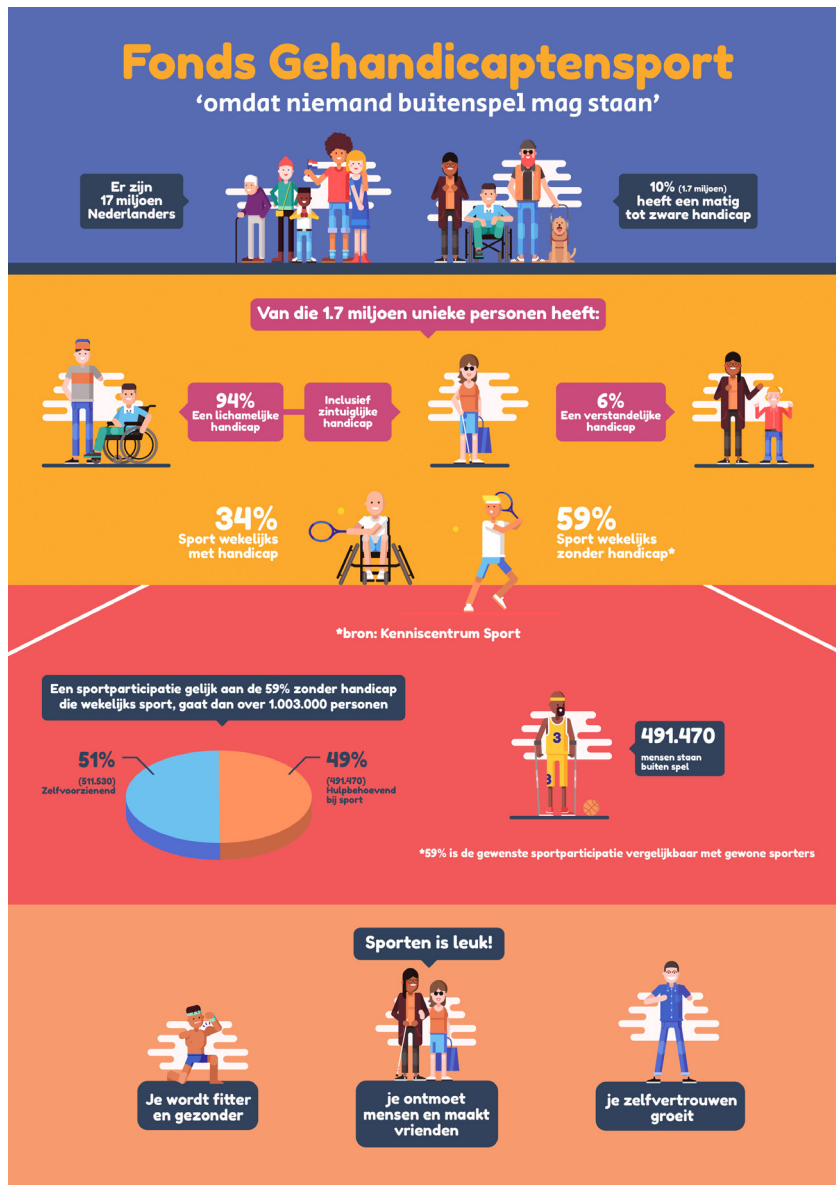 Fonds Gehandicaptensport
‘omdat niemand buitenspel mag staan’
Er zijn
17 miljoen
Nederlanders
10% (1.7 miljoen)
heeft een matig
tot zware handicap
Van die 1.7 miljoen unieke personen heeft:
94%
Een lichamelijke
handicap
Inclusief
zintuiglijke
handicap
6%
Een verstandelijke
handicap
34%
Sport wekelijks
met handicap
59%
Sport wekelijks
zonder handicap*
*bron: Kenniscentrum Sport
Een sportparticipatie gelijk aan de 59% zonder handicap
die wekelijks sport, gaat dan over 1.003.000 personen
51%
(511.530)
Zelfvoorzienend
49%
(491.470)
Hulpbehoevend
bij sport
3
3
491.470
mensen staan
buiten spel
*59% is de gewenste sportparticipatie vergelijkbaar met gewone sporters
Sporten is leuk!
Je wordt fitter
en gezonder
je ontmoet
mensen en maakt
vrienden
je zelfvertrouwen
groeit